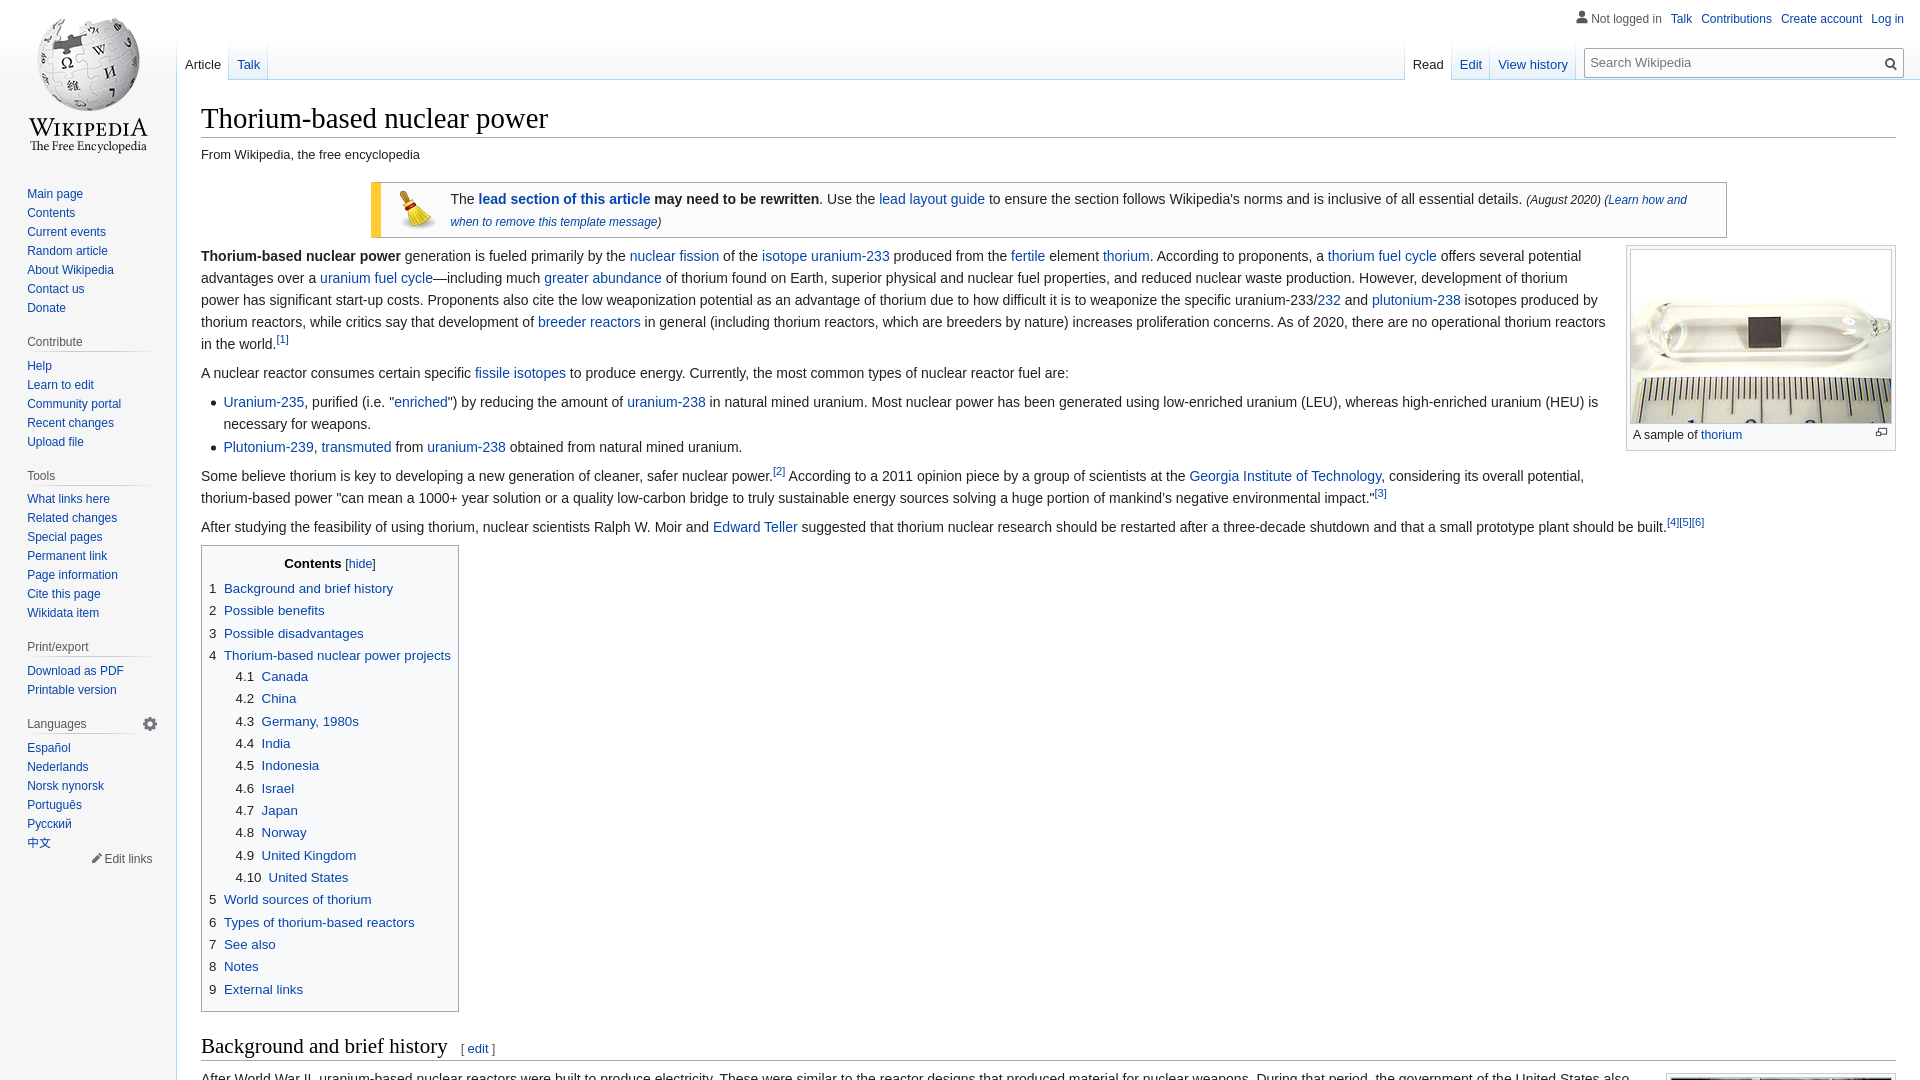 Not logged in Talk Contributions Create account Log in
Article Talk Read Edit View history Search Wikipedia
WIKIPEDIA
The Free Encyclopedia
Main page
Contents
Current events
Random article
About Wikipedia
Contact us
Donate
Contribute
Help
Learn to edit
Community portal
Recent changes
Upload file
Tools
What links here
Related changes
Special pages
Permanent link
Page information
Cite this page
Wikidata item
Print/export
Download as PDF
Printable version
Languages
Español
Nederlands
Norsk nynorsk
Português
Русский
中文
Edit links
Thorium-based nuclear power
From Wikipedia, the free encyclopedia
The lead section of this article may need to be rewritten. Use the lead layout guide to ensure the section follows Wikipedia's norms and is inclusive of all essential details. (August 2020) (Learn how and
when to remove this template message)
Thorium-based nuclear power generation is fueled primarily by the nuclear fission of the isotope uranium-233 produced from the fertile element thorium. According to proponents, a thorium fuel cycle offers several potential
advantages over a uranium fuel cycle—including much greater abundance of thorium found on Earth, superior physical and nuclear fuel properties, and reduced nuclear waste production. However, development of thorium
power has significant start-up costs. Proponents also cite the low weaponization potential as an advantage of thorium due to how difficult it is to weaponize the specific uranium-233/232 and plutonium-238 isotopes produced by
thorium reactors, while critics say that development of breeder reactors in general (including thorium reactors, which are breeders by nature) increases proliferation concerns. As of 2020, there are no operational thorium reactors
in the world.[1]
A sample of thorium
A nuclear reactor consumes certain specific fissile isotopes to produce energy. Currently, the most common types of nuclear reactor fuel are:
• Uranium-235, purified (i.e. "enriched") by reducing the amount of uranium-238 in natural mined uranium. Most nuclear power has been generated using low-enriched uranium (LEU), whereas high-enriched uranium (HEU) is
necessary for weapons.
• Plutonium-239, transmuted from uranium-238 obtained from natural mined uranium.
Some believe thorium is key to developing a new generation of cleaner, safer nuclear power.[2] According to a 2011 opinion piece by a group of scientists at the Georgia Institute of Technology, considering its overall potential,
thorium-based power "can mean a 1000+ year solution or a quality low-carbon bridge to truly sustainable energy sources solving a huge portion of mankind’s negative environmental impact."[3]
After studying the feasibility of using thorium, nuclear scientists Ralph W. Moir and Edward Teller suggested that thorium nuclear research should be restarted after a three-decade shutdown and that a small prototype plant should be built.[4][5][6]
Contents [hide]
1 Background and brief history
2 Possible benefits
3 Possible disadvantages
4 Thorium-based nuclear power projects
4.1 Canada
4.2 China
4.3 Germany, 1980s
4.4 India
4.5 Indonesia
4.6 Israel
4.7 Japan
4.8 Norway
4.9 United Kingdom
4.10 United States
5 World sources of thorium
6 Types of thorium-based reactors
7 See also
8 Notes
9 External links
Background and brief history [ edit ]
After World War II, uranium-based nuclear reactors were built to produce electricity. These were similar to the reactor designs that produced material for nuclear weapons. During that period, the government of the United States also